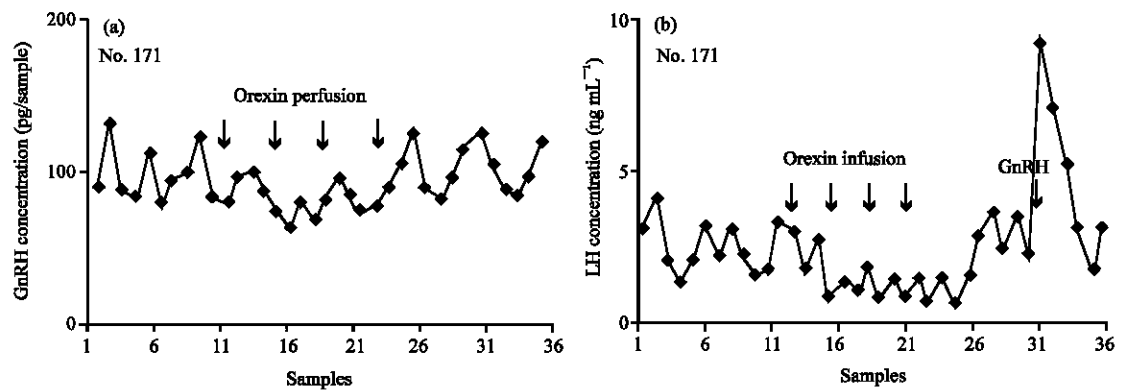 (a)
No. 171
Orexin perfusion
GnRH concentration (pg/sample)
200
100
0
1 6 11 16 21 26 31 36
Samples
(b)
No. 171
Orexin infusion
GnRH
LH concentration (ng mL⁻¹)
10
5
0
1 6 11 16 21 26 31 36
Samples